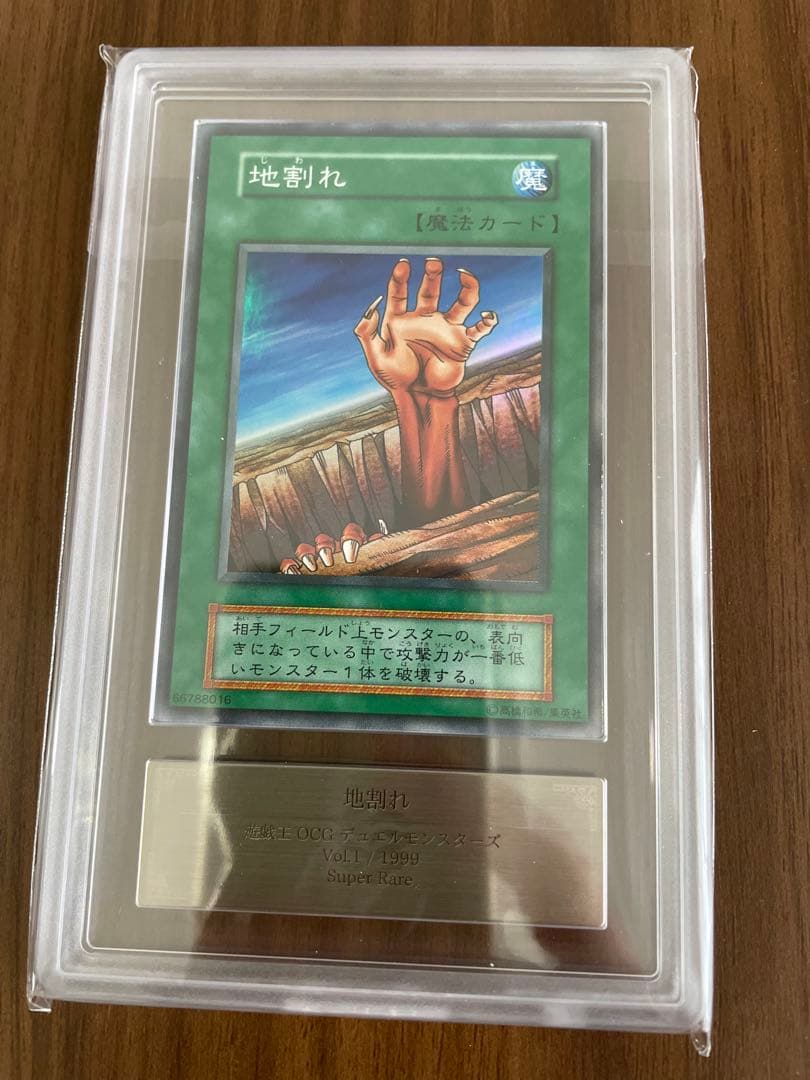 地割れ
魔
【魔法カード】
相手フィールド上モンスターの、表向
きになっている中で攻撃力が一番低
いモンスター1体を破壊する。
66788016
©高橋和希/集英社
地割れ
遊戯王 OCG デュエルモンスターズ
Vol.1 / 1999
Super Rare